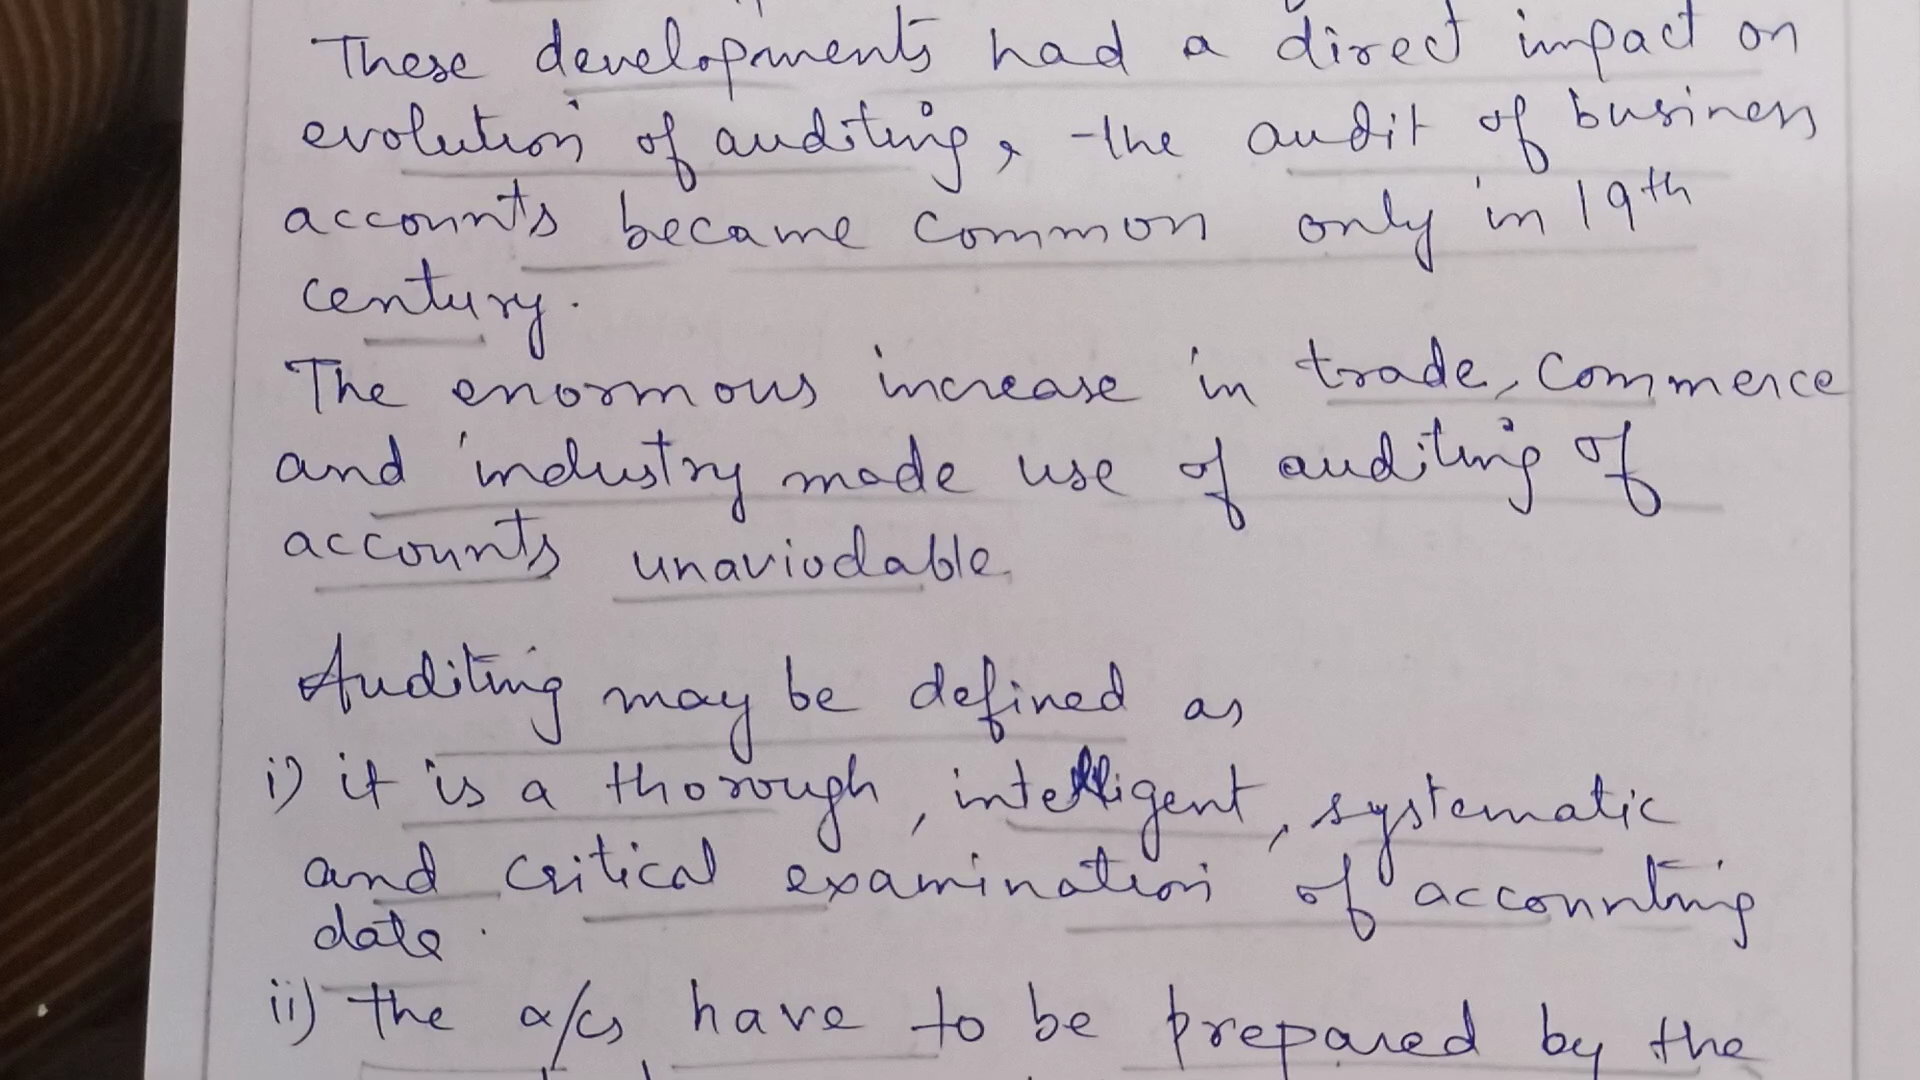 These developments had a direct impact on
evolution of auditing, the audit of business
accounts became common only in 19th
century.
The enormous increase in trade, commerce
and industry made use of auditing of
accounts unaviodable.
Auditing may be defined as
i) it is a thorough, intelligent, systematic
and critical examination of accounting
date.
ii) the a/cs have to be prepared by the